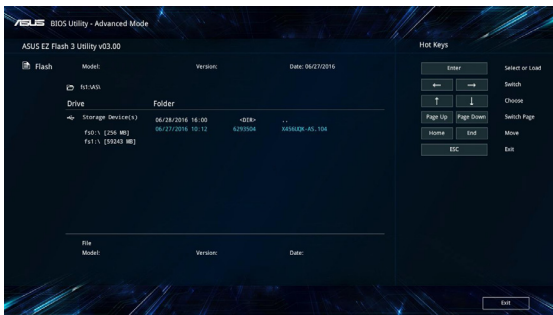 ASUS BIOS Utility - Advanced Mode
ASUS EZ Flash 3 Utility v03.00
Hot Keys
Flash
Model: Version: Date: 06/27/2016
fs1:\AS\
Drive Folder
Storage Device(s)
fs0:\ [256 MB]
fs1:\ [59243 MB]
06/28/2016 16:00 <DIR> ..
06/27/2016 10:12 6293504 X456UQK-AS.104
Enter Select or Load
← → Switch
↑ ↓ Choose
Page Up Page Down Switch Page
Home End Move
ESC Exit
File
Model: Version: Date:
Exit